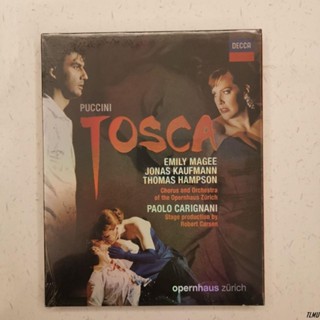 DECCA
PUCCINI
TOSCA
EMILY MAGEE
JONAS KAUFMANN
THOMAS HAMPSON
Chorus and Orchestra
of the Opernhaus Zürich
PAOLO CARIGNANI
Stage production by
Robert Carsen
opernhaus zürich
TLMU